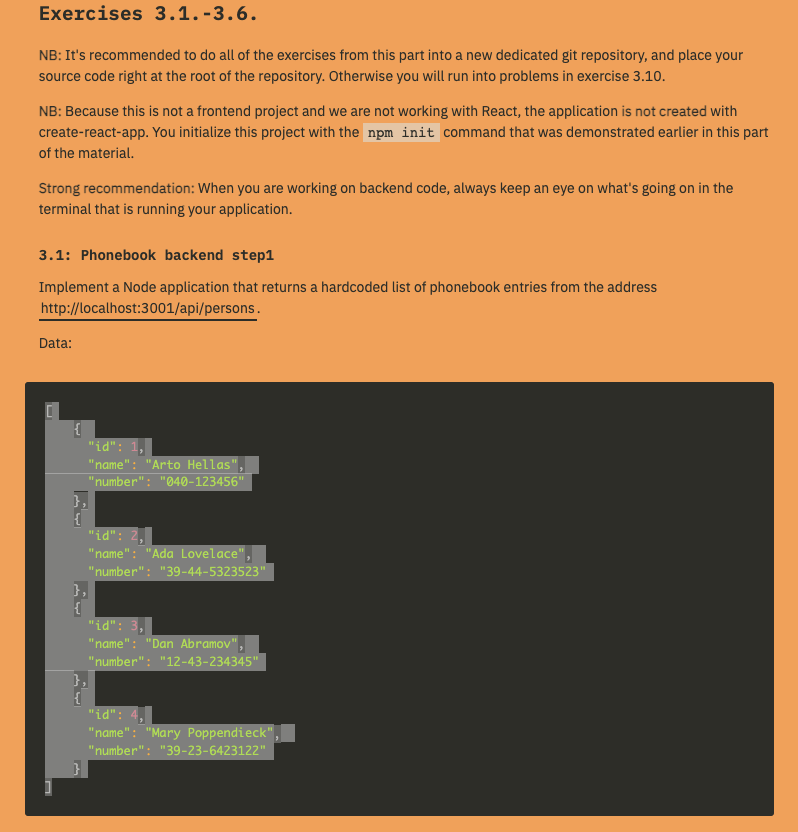 Exercises 3.1.-3.6.
NB: It's recommended to do all of the exercises from this part into a new dedicated git repository, and place your
source code right at the root of the repository. Otherwise you will run into problems in exercise 3.10.
NB: Because this is not a frontend project and we are not working with React, the application is not created with
create-react-app. You initialize this project with the npm init command that was demonstrated earlier in this part
of the material.
Strong recommendation: When you are working on backend code, always keep an eye on what's going on in the
terminal that is running your application.
3.1: Phonebook backend step1
Implement a Node application that returns a hardcoded list of phonebook entries from the address
http://localhost:3001/api/persons.
Data:
[
{
"id": 1,
"name": "Arto Hellas",
"number": "040-123456"
},
{
"id": 2,
"name": "Ada Lovelace",
"number": "39-44-5323523"
},
{
"id": 3,
"name": "Dan Abramov",
"number": "12-43-234345"
},
{
"id": 4,
"name": "Mary Poppendieck",
"number": "39-23-6423122"
}
]